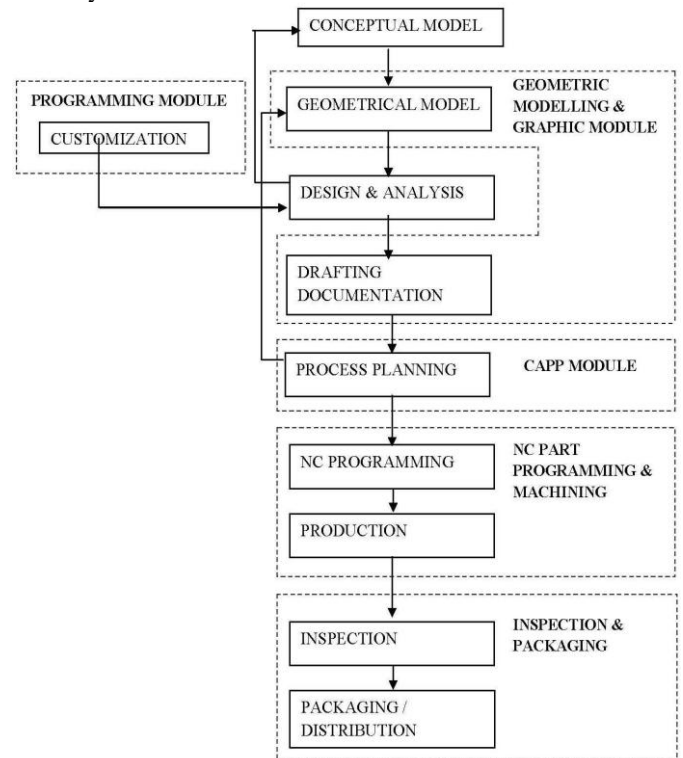 CONCEPTUAL MODEL
GEOMETRIC
MODELLING &
GRAPHIC MODULE
PROGRAMMING MODULE
GEOMETRICAL MODEL
CUSTOMIZATION
DESIGN & ANALYSIS
DRAFTING
DOCUMENTATION
PROCESS PLANNING
CAPP MODULE
NC PROGRAMMING
NC PART
PROGRAMMING &
MACHINING
PRODUCTION
INSPECTION
INSPECTION &
PACKAGING
PACKAGING /
DISTRIBUTION